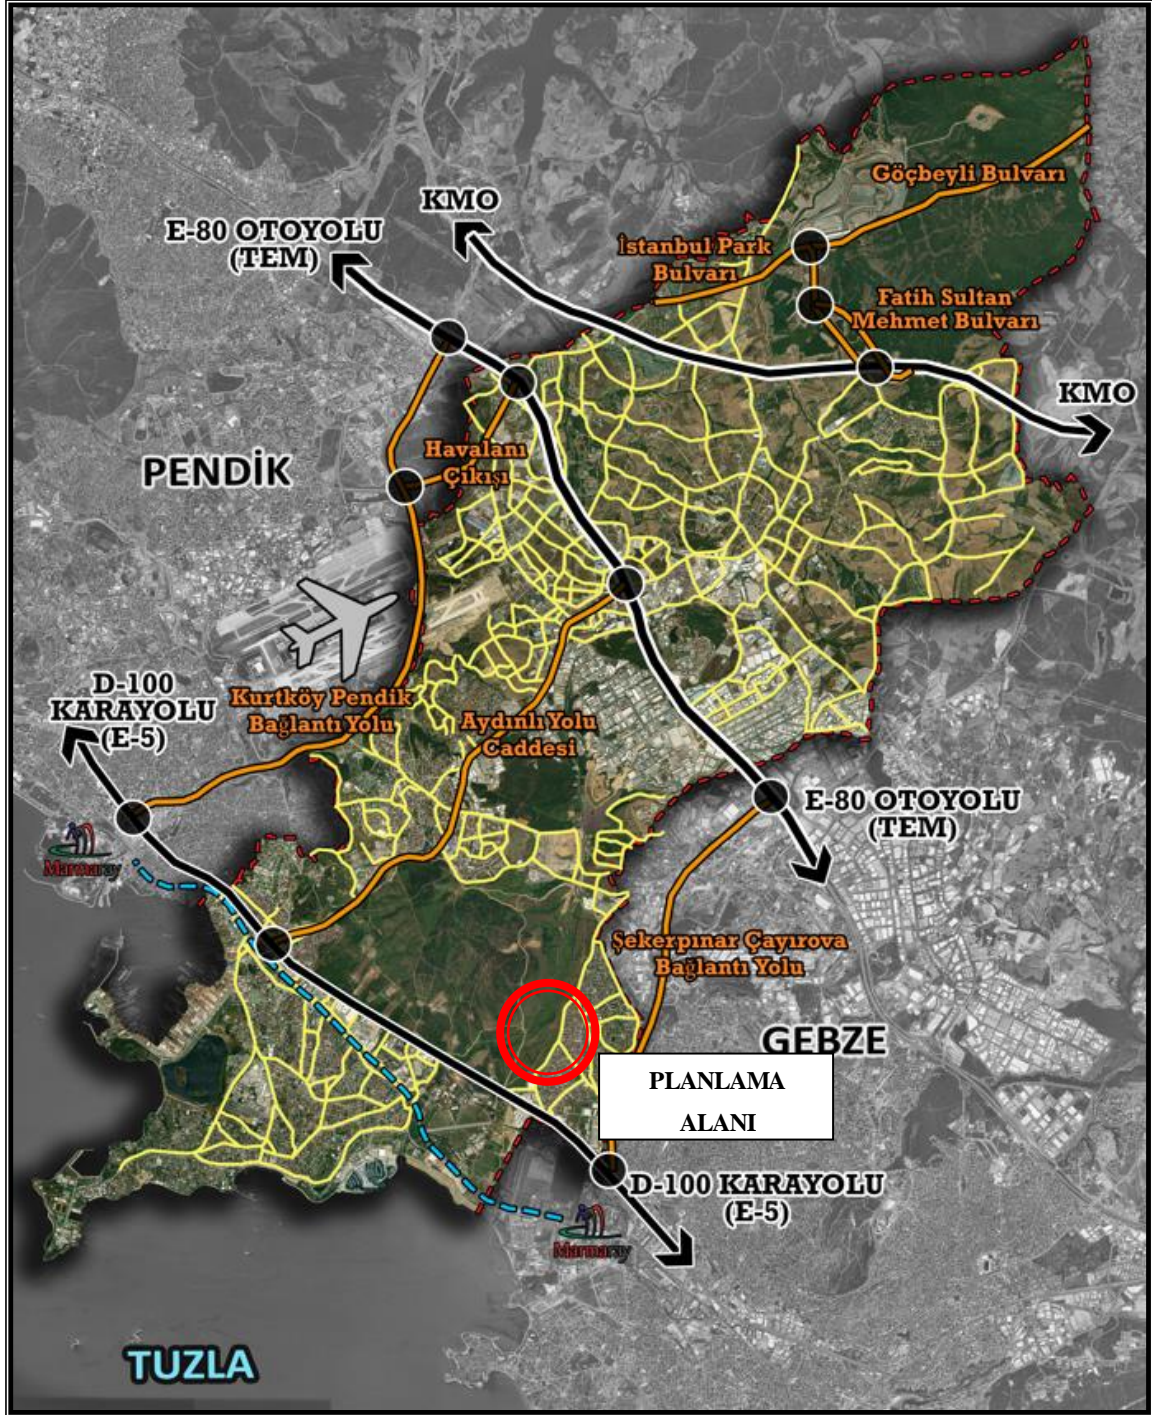 Göçbeyli Bulvarı
KMO
E-80 OTOYOLU
(TEM)
İstanbul Park
Bulvarı
Fatih Sultan
Mehmet Bulvarı
KMO
Havalanı
Çıkışı
PENDİK
D-100
KARAYOLU
(E-5)
Kurtköy Pendik
Bağlantı Yolu
Aydınlı Yolu
Caddesi
E-80 OTOYOLU
(TEM)
Marmaray
Şekerpınar Çayırova
Bağlantı Yolu
GEBZE
PLANLAMA
ALANI
D-100 KARAYOLU
(E-5)
Marmaray
TUZLA